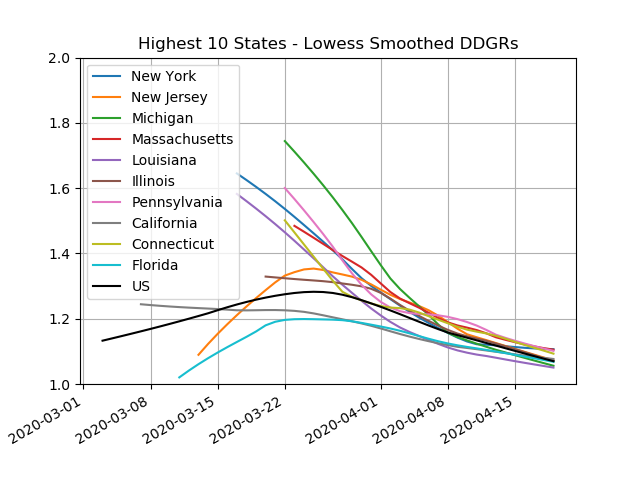 Highest 10 States - Lowess Smoothed DDGRs
2.0
1.8
1.6
1.4
1.2
1.0
New York
New Jersey
Michigan
Massachusetts
Louisiana
Illinois
Pennsylvania
California
Connecticut
Florida
US
2020-03-01
2020-03-08
2020-03-15
2020-03-22
2020-04-01
2020-04-08
2020-04-15